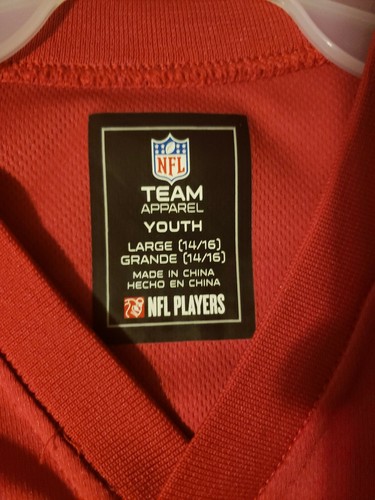 NFL
TEAM
APPAREL
YOUTH
LARGE (14/16)
GRANDE (14/16)
MADE IN CHINA
HECHO EN CHINA
NFL PLAYERS